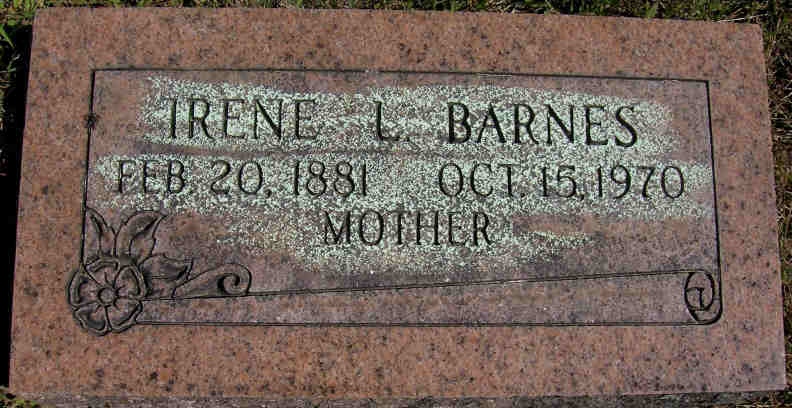 IRENE L. BARNES
FEB 20, 1881 OCT. 15, 1970
MOTHER